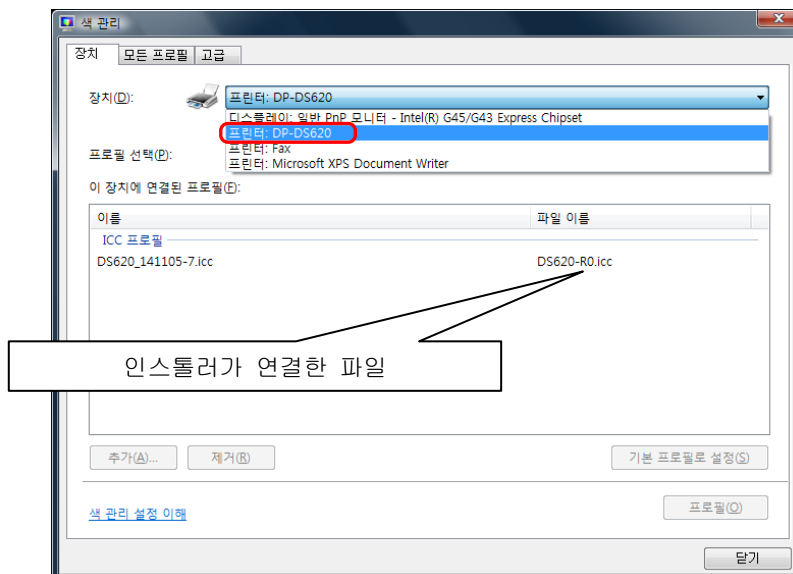 색 관리
장치 모든 프로필 고급
장치(D): 프린터: DP-DS620
디스플레이: 일반 PnP 모니터 - Intel(R) G45/G43 Express Chipset
프린터: DP-DS620
프린터: Fax
프로필 선택(P):
프린터: Microsoft XPS Document Writer
이 장치에 연결된 프로필(F):
이름 파일 이름
ICC 프로필
DS620_141105-7.icc DS620-R0.icc
인스톨러가 연결한 파일
추가(A)... 제거(R) 기본 프로필로 설정(S)
색 관리 설정 이해 프로필(O)
닫기